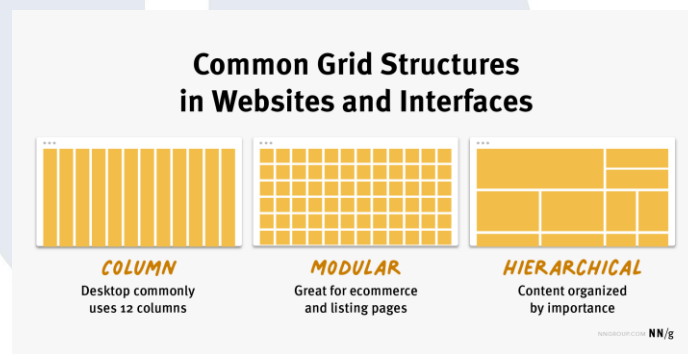 Common Grid Structures
in Websites and Interfaces
COLUMN
Desktop commonly
uses 12 columns
MODULAR
Great for ecommerce
and listing pages
HIERARCHICAL
Content organized
by importance
NNGROUP.COM NN/g